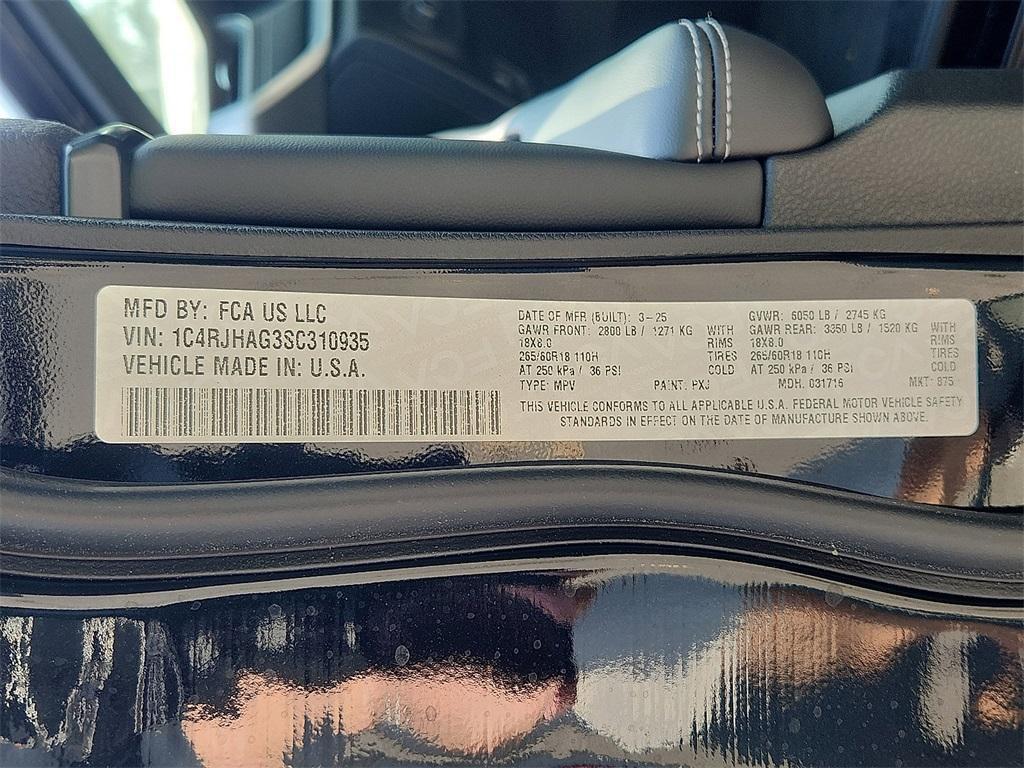 MFD BY: FCA US LLC
VIN: 1C4RJHAG3SC310935
VEHICLE MADE IN: U.S.A.
DATE OF MFR (BUILT): 3-25 GVWR: 6050 LB / 2745 KG
GAWR FRONT: 2800 LB / 1271 KG WITH GAWR REAR: 3350 LB / 1520 KG WITH
18X8.0 RIMS 18X8.0 RIMS
265/60R18 110H TIRES 265/60R18 110H TIRES
AT 250 kPa / 36 PSI COLD AT 250 kPa / 36 PSI COLD
TYPE: MPV PAINT: PXJ MDH: 031716 MKT: 875
THIS VEHICLE CONFORMS TO ALL APPLICABLE U.S.A. FEDERAL MOTOR VEHICLE SAFETY
STANDARDS IN EFFECT ON THE DATE OF MANUFACTURE SHOWN ABOVE.